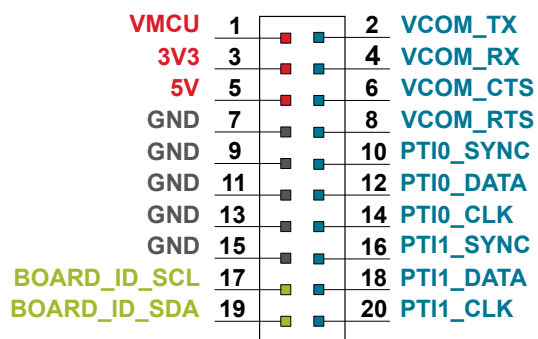 VMCU 1 2 VCOM_TX
3V3 3 4 VCOM_RX
5V 5 6 VCOM_CTS
GND 7 8 VCOM_RTS
GND 9 10 PTI0_SYNC
GND 11 12 PTI0_DATA
GND 13 14 PTI0_CLK
GND 15 16 PTI1_SYNC
BOARD_ID_SCL 17 18 PTI1_DATA
BOARD_ID_SDA 19 20 PTI1_CLK